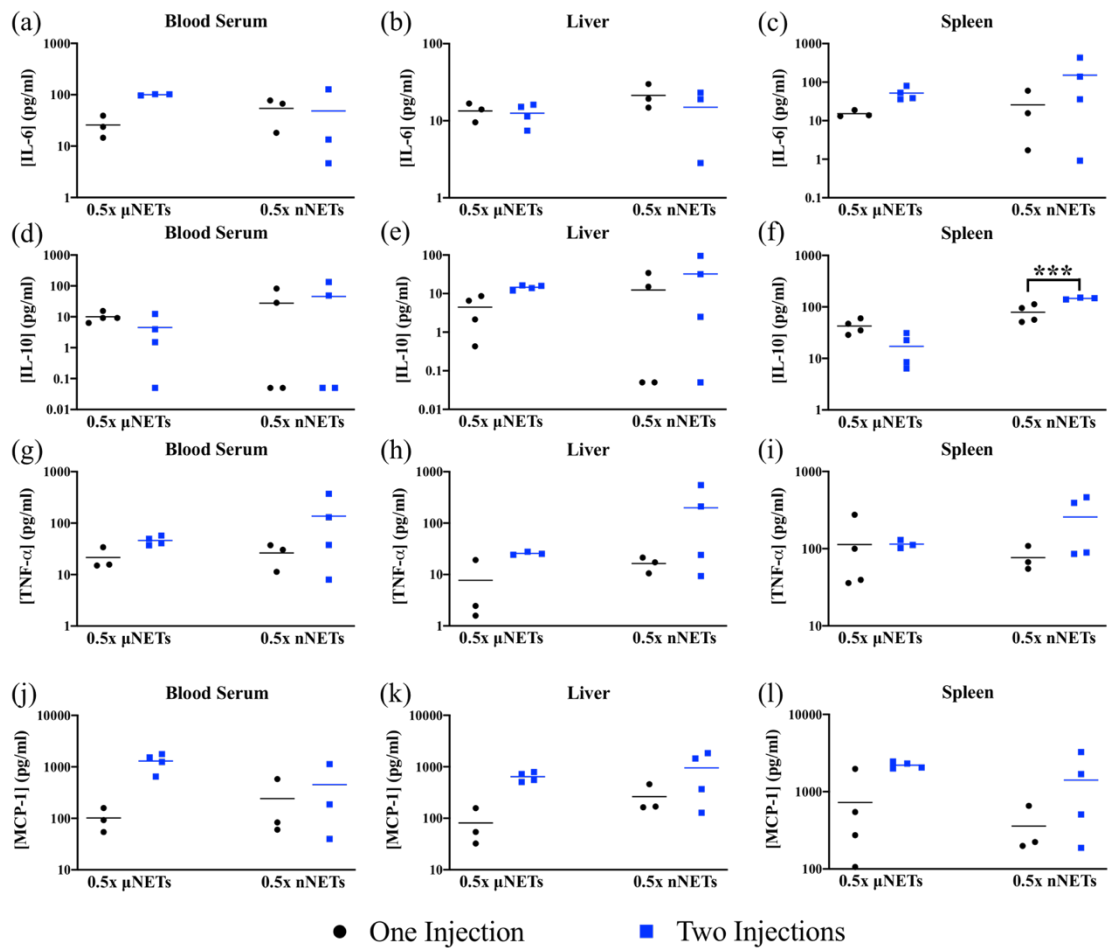 (a) Blood Serum
[IL-6] (pg/ml)
1000
100
10
1
0.5x μNETs 0.5x nNETs
(b) Liver
[IL-6] (pg/ml)
100
10
1
0.5x μNETs 0.5x nNETs
(c) Spleen
[IL-6] (pg/ml)
1000
100
10
1
0.1
0.5x μNETs 0.5x nNETs
(d) Blood Serum
[IL-10] (pg/ml)
1000
100
10
1
0.1
0.01
0.5x μNETs 0.5x nNETs
(e) Liver
[IL-10] (pg/ml)
100
10
1
0.1
0.01
0.5x μNETs 0.5x nNETs
(f) Spleen
[IL-10] (pg/ml)
1000
100
10
1
***
0.5x μNETs 0.5x nNETs
(g) Blood Serum
[TNF-α] (pg/ml)
1000
100
10
1
0.5x μNETs 0.5x nNETs
(h) Liver
[TNF-α] (pg/ml)
1000
100
10
1
0.5x μNETs 0.5x nNETs
(i) Spleen
[TNF-α] (pg/ml)
1000
100
10
0.5x μNETs 0.5x nNETs
(j) Blood Serum
[MCP-1] (pg/ml)
10000
1000
100
10
0.5x μNETs 0.5x nNETs
(k) Liver
[MCP-1] (pg/ml)
10000
1000
100
10
0.5x μNETs 0.5x nNETs
(l) Spleen
[MCP-1] (pg/ml)
10000
1000
100
0.5x μNETs 0.5x nNETs
One Injection Two Injections